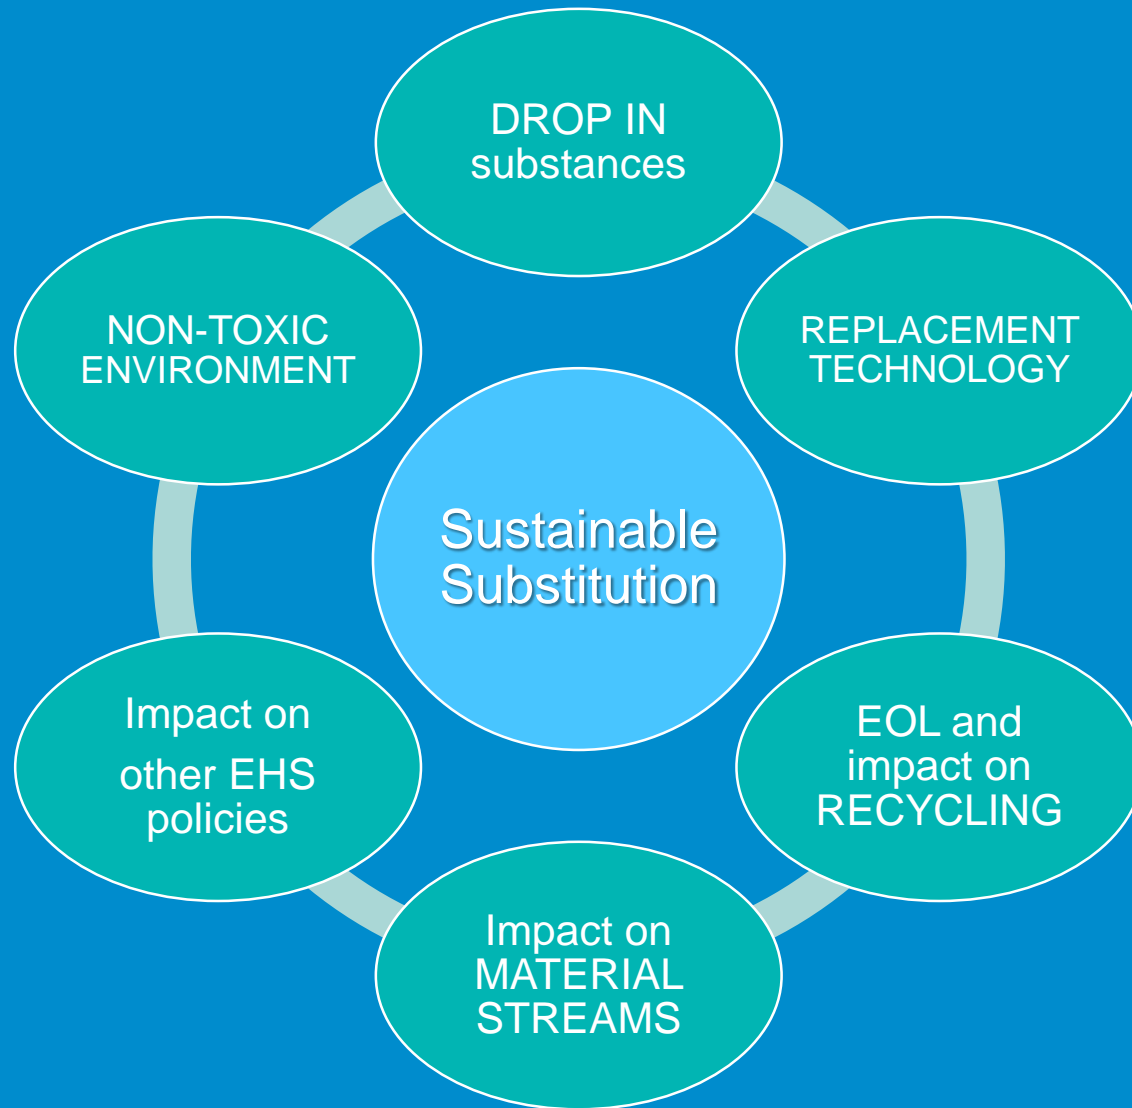 DROP IN
substances
REPLACEMENT
TECHNOLOGY
EOL and
impact on
RECYCLING
Impact on
MATERIAL
STREAMS
Impact on
other EHS
policies
NON-TOXIC
ENVIRONMENT
Sustainable
Substitution